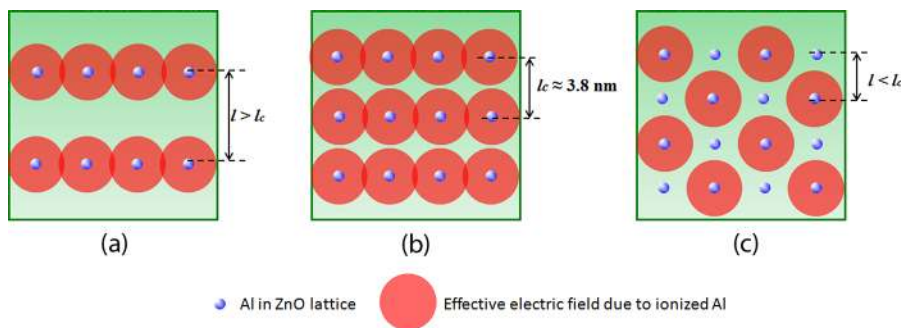 l > lc
lc ≈ 3.8 nm
l < lc
(a)
(b)
(c)
Al in ZnO lattice
Effective electric field due to ionized Al